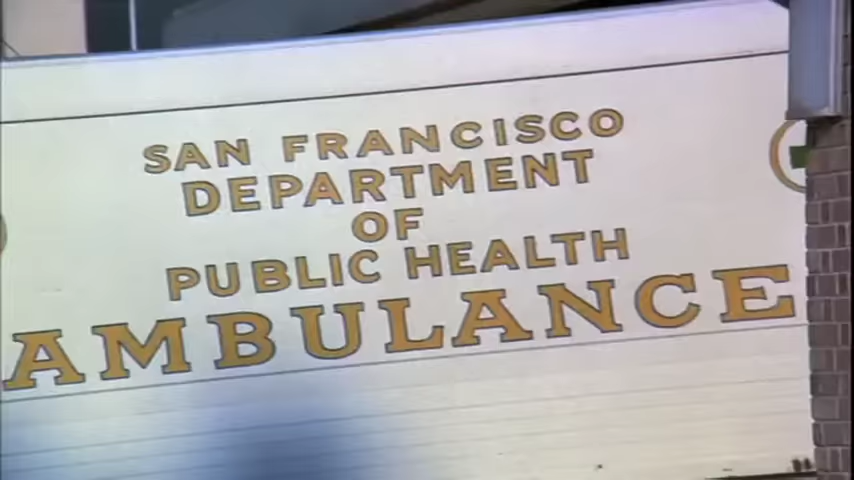 SAN FRANCISCO
DEPARTMENT
OF
PUBLIC HEALTH
AMBULANCE